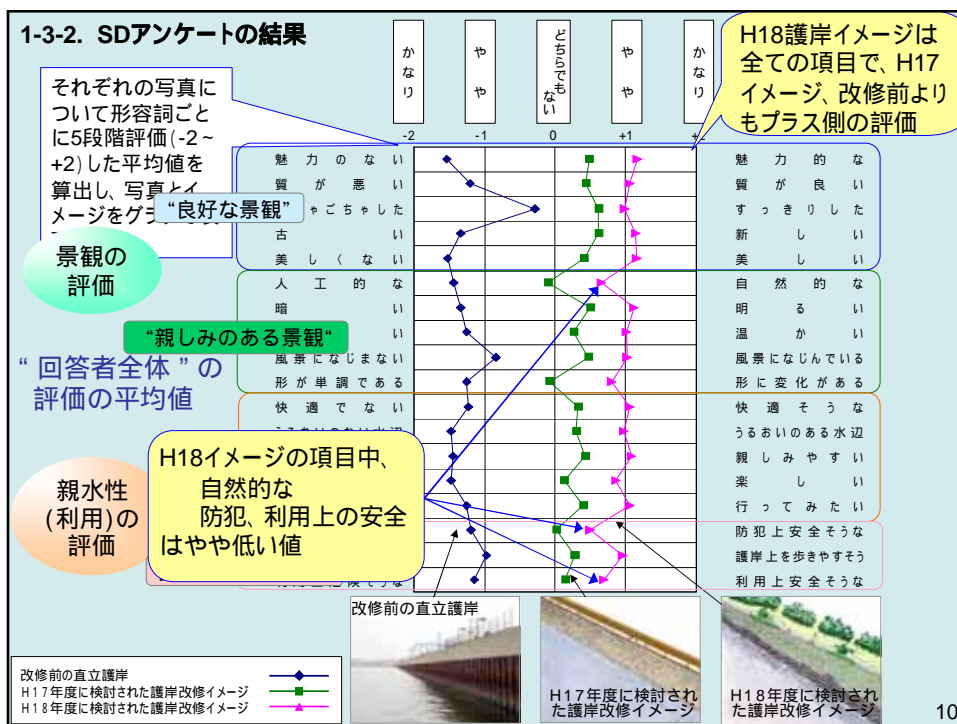 1-3-2. SDアンケートの結果
かなり
やや
どちらでもない
やや
かなり
H18護岸イメージは
全ての項目で、H17
イメージ、改修前より
もプラス側の評価
それぞれの写真に
ついて形容詞ごと
に5段階評価(-2~
+2)した平均値を
算出し、写真とイ
メージをグラフ
-2
-1
0
+1
魅力のない
魅力的な
質が悪い
質が良い
“良好な景観”
ゃごちゃした
すっきりした
古い
新しい
美しくない
美しい
景観の
評価
人工的な
自然的な
暗い
明るい
“親しみのある景観“
い
温かい
風景になじまない
風景になじんでいる
形が単調である
形に変化がある
“回答者全体”の
評価の平均値
快適でない
快適そうな
うるおいのある水辺
親しみやすい
楽しい
行ってみたい
H18イメージの項目中、
自然的な
防犯、利用上の安全
はやや低い値
親水性
(利用)の
評価
防犯上安全そうな
護岸上を歩きやすそう
利用上安全そうな
改修前の直立護岸
H17年度に検討され
た護岸改修イメージ
H18年度に検討され
た護岸改修イメージ
改修前の直立護岸
H17年度に検討された護岸改修イメージ
H18年度に検討された護岸改修イメージ
10